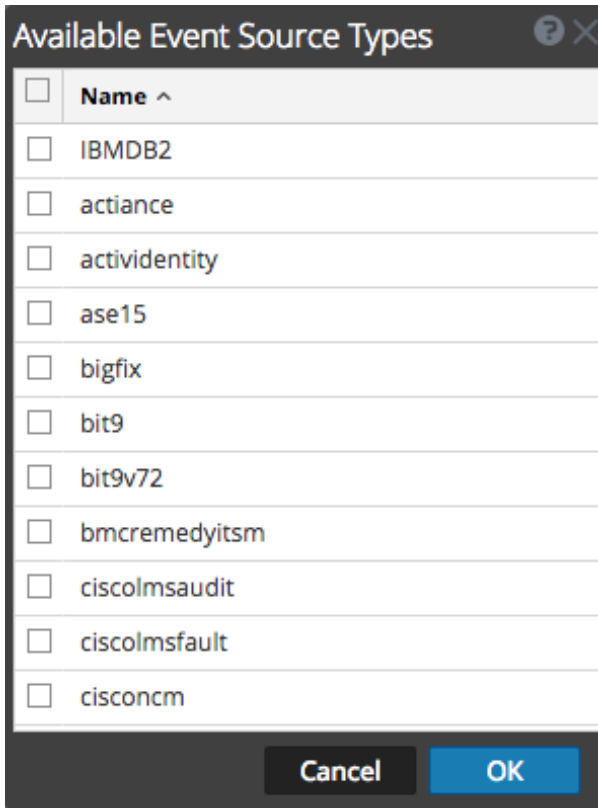 Available Event Source Types
Name
IBMDB2
actiance
actividentity
ase15
bigfix
bit9
bit9v72
bmcremedyitsm
ciscolmsaudit
ciscolmsfault
cisconcm
Cancel OK